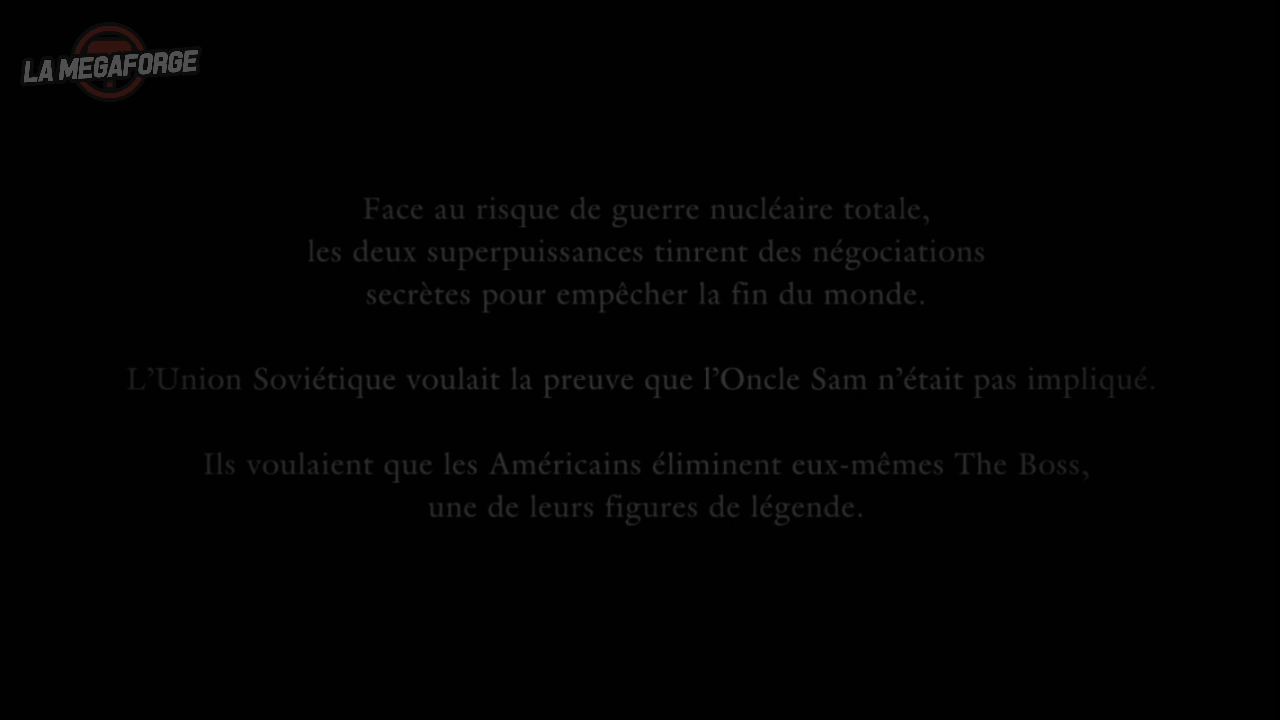 LA MEGAFORGE
Face au risque de guerre nucléaire totale,
les deux superpuissances tinrent des négociations
secrètes pour empêcher la fin du monde.
L’Union Soviétique voulait la preuve que l’Oncle Sam n’était pas impliqué.
Ils voulaient que les Américains éliminent eux-mêmes The Boss,
une de leurs figures de légende.